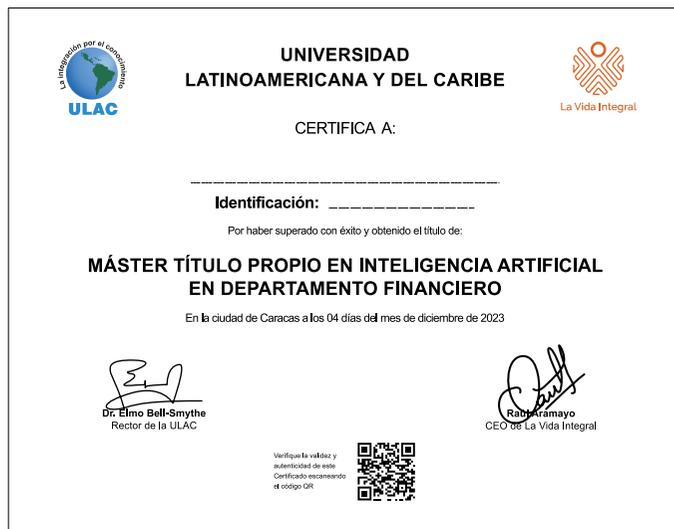 La integración por el conocimiento
ULAC
UNIVERSIDAD
LATINOAMERICANA Y DEL CARIBE
La Vida Integral
CERTIFICA A:
Identificación:
Por haber superado con éxito y obtenido el título de:
MÁSTER TÍTULO PROPIO EN INTELIGENCIA ARTIFICIAL
EN DEPARTAMENTO FINANCIERO
En la ciudad de Caracas a los 04 días del mes de diciembre de 2023
Dr. Elmo Bell-Smythe
Rector de la ULAC
Raúl Aramayo
CEO de La Vida Integral
Verifique la validez y
autenticidad de este
Certificado escaneando
el código QR